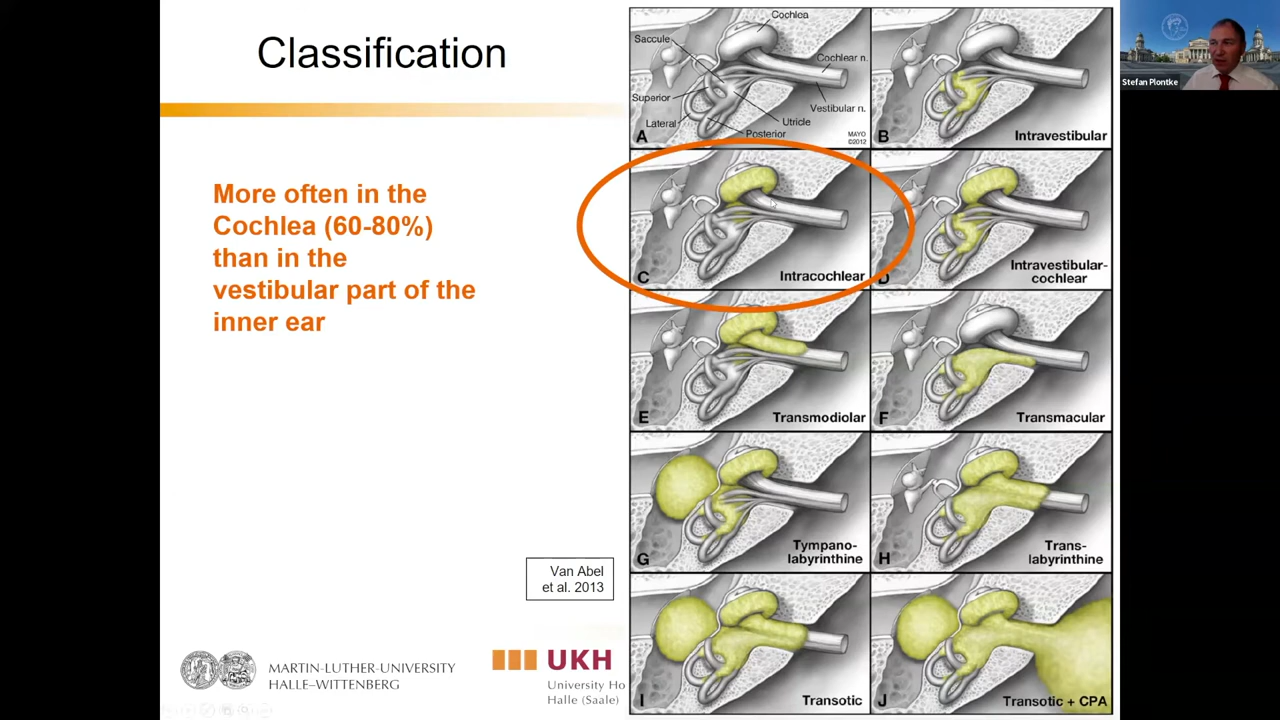 Classification
More often in the
Cochlea (60-80%)
than in the
vestibular part of the
inner ear
Van Abel
et al. 2013
MARTIN-LUTHER-UNIVERSITY
HALLE–WITTENBERG
UKH
University Ho
Halle (Saale)
Cochlea
Saccule
Cochlear n.
Superior
Vestibular n.
Lateral
Utricle
Posterior
MAYO
©2012
A
B
Intravestibular
C
Intracochlear
D
Intravestibular-
cochlear
E
Transmodiolar
F
Transmacular
G
Tympano-
labyrinthine
H
Trans-
labyrinthine
I
Transotic
J
Transotic + CPA
Stefan Plontke